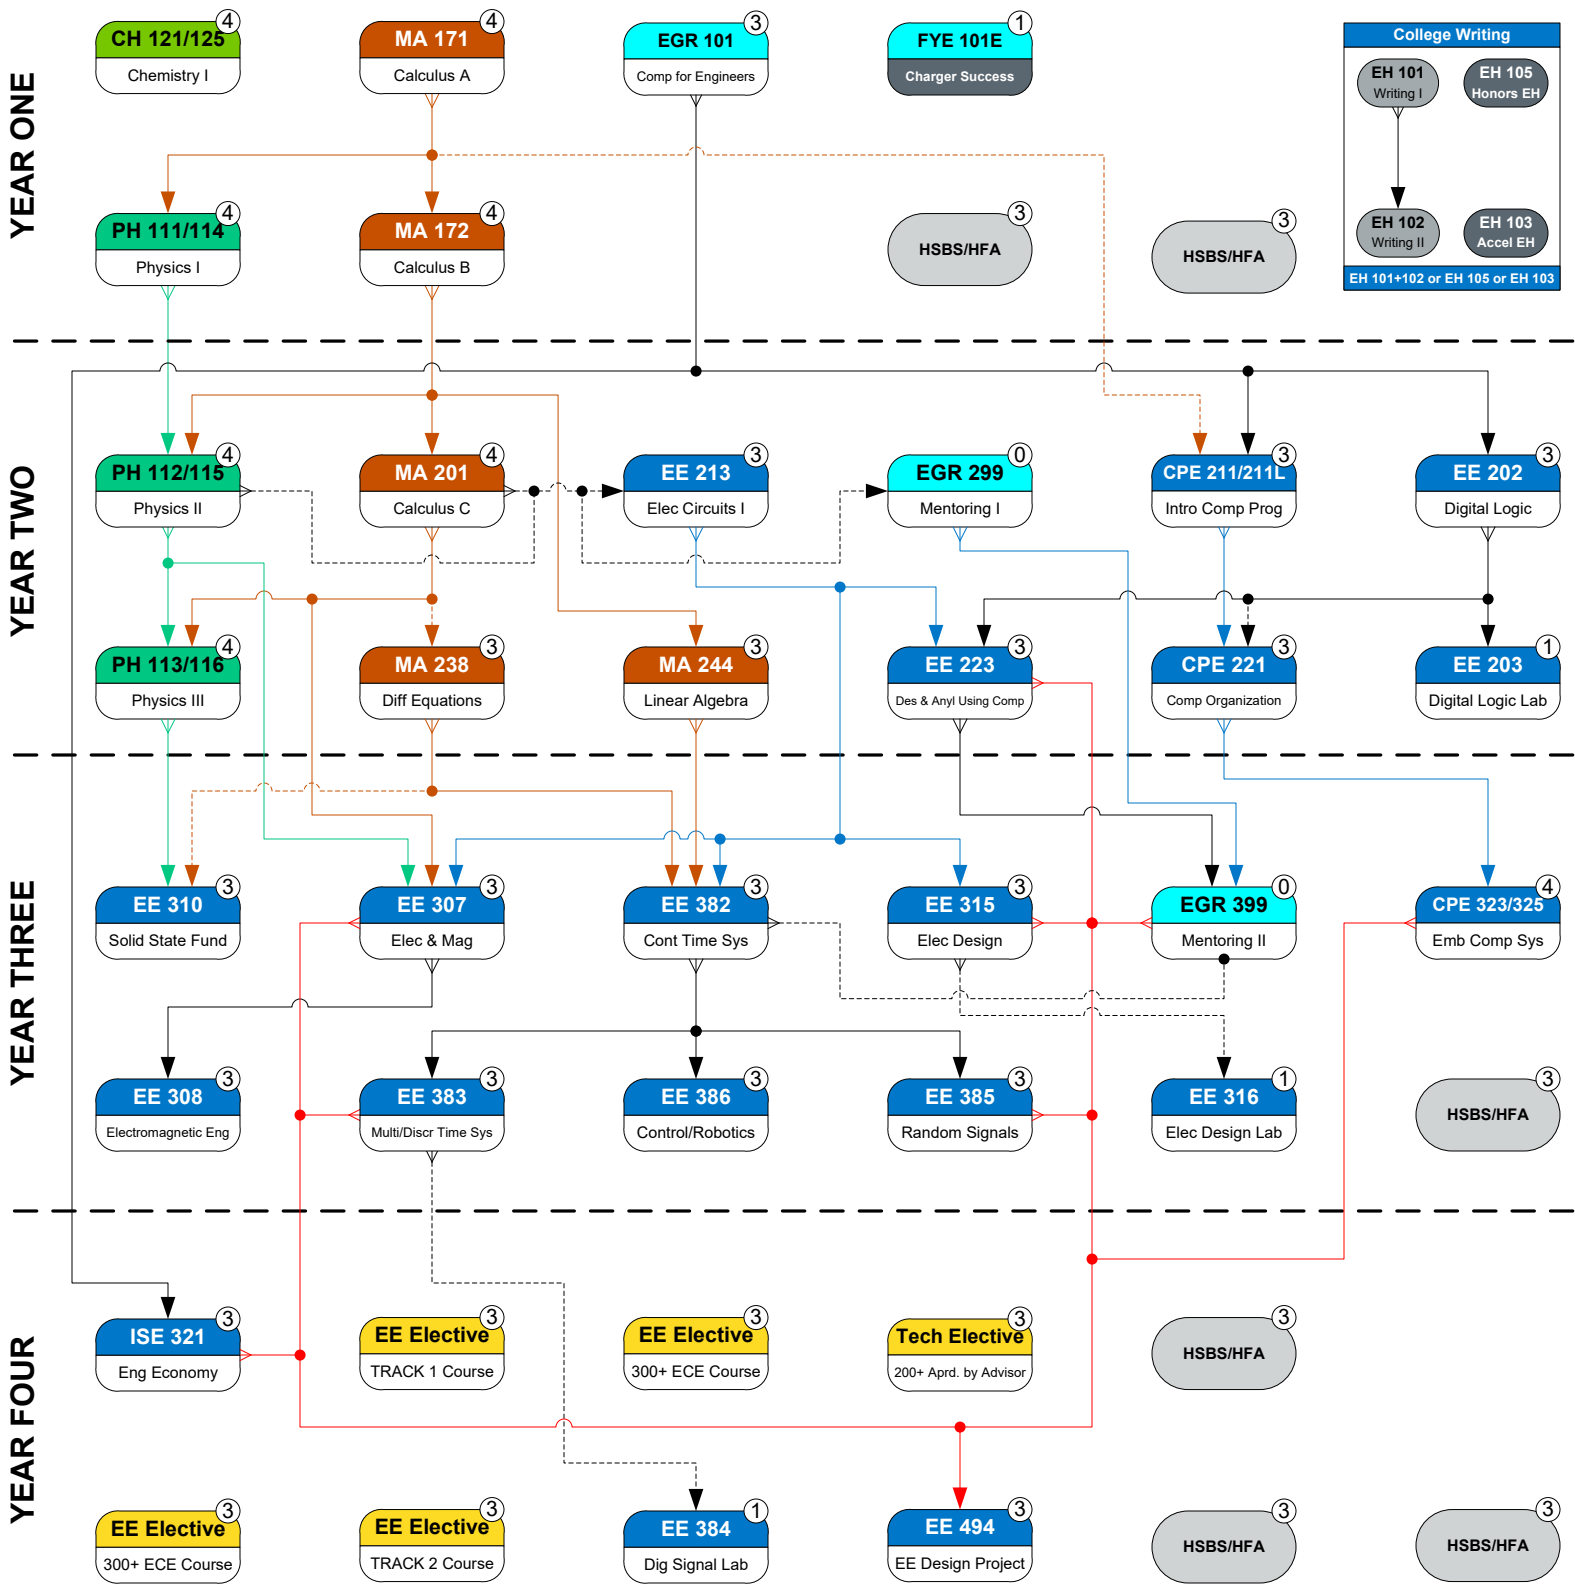 YEAR ONE
CH 121/125
4
Chemistry I
MA 171
4
Calculus A
EGR 101
3
Comp for Engineers
FYE 101E
1
Charger Success
College Writing
EH 101
Writing I
EH 105
Honors EH
EH 102
Writing II
EH 103
Accel EH
EH 101+102 or EH 105 or EH 103
PH 111/114
4
Physics I
MA 172
4
Calculus B
3
HSBS/HFA
3
HSBS/HFA
YEAR TWO
PH 112/115
4
Physics II
MA 201
4
Calculus C
EE 213
3
Elec Circuits I
EGR 299
0
Mentoring I
CPE 211/211L
3
Intro Comp Prog
EE 202
3
Digital Logic
PH 113/116
4
Physics III
MA 238
3
Diff Equations
MA 244
3
Linear Algebra
EE 223
3
Des & Anyl Using Comp
CPE 221
3
Comp Organization
EE 203
1
Digital Logic Lab
YEAR THREE
EE 310
3
Solid State Fund
EE 307
3
Elec & Mag
EE 382
3
Cont Time Sys
EE 315
3
Elec Design
EGR 399
0
Mentoring II
CPE 323/325
4
Emb Comp Sys
EE 308
3
Electromagnetic Eng
EE 383
3
Multi/Discr Time Sys
EE 386
3
Control/Robotics
EE 385
3
Random Signals
EE 316
1
Elec Design Lab
3
HSBS/HFA
YEAR FOUR
ISE 321
3
Eng Economy
EE Elective
3
TRACK 1 Course
EE Elective
3
300+ ECE Course
Tech Elective
3
200+ Aprd. by Advisor
3
HSBS/HFA
3
HSBS/HFA
EE Elective
3
300+ ECE Course
EE Elective
3
TRACK 2 Course
EE 384
1
Dig Signal Lab
EE 494
3
EE Design Project
3
HSBS/HFA
3
HSBS/HFA